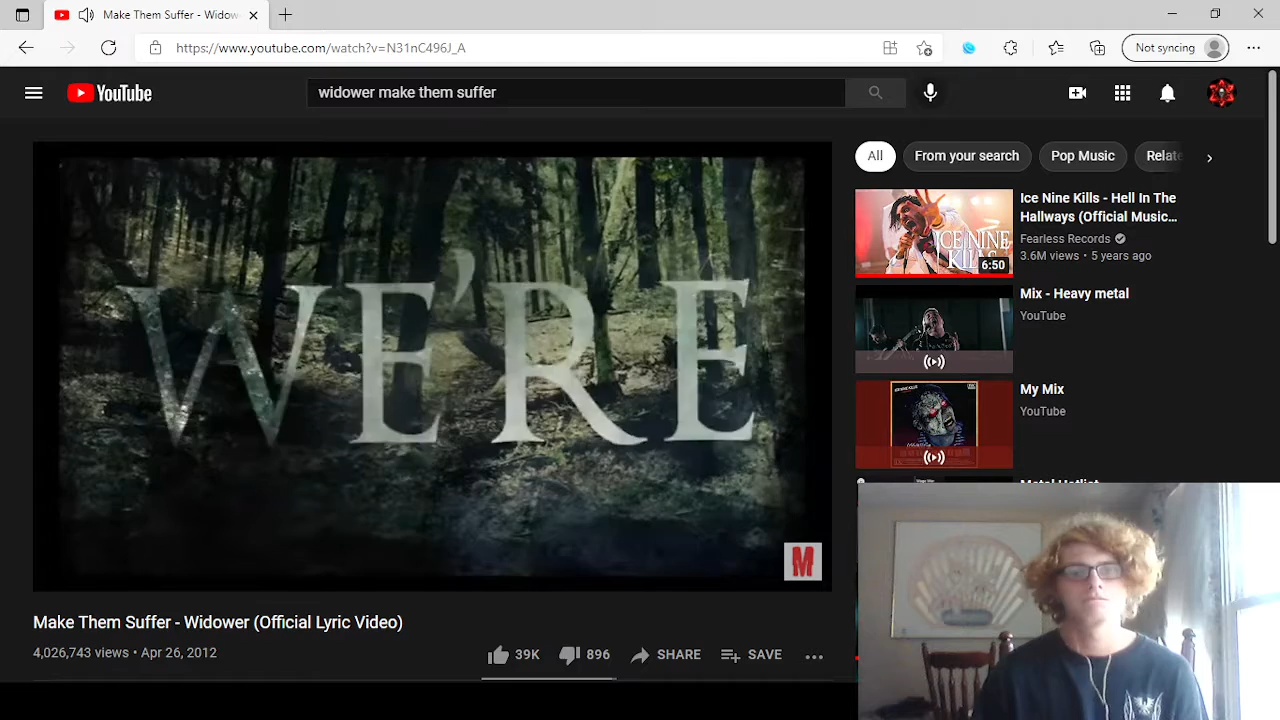 Make Them Suffer - Widow
https://www.youtube.com/watch?v=N31nC496J_A
Not syncing
YouTube
widower make them suffer
WE'RE
M
Make Them Suffer - Widower (Official Lyric Video)
4,026,743 views • Apr 26, 2012
39K
896
SHARE
SAVE
All
From your search
Pop Music
Relate
ICE NINE KILLS
6:50
Ice Nine Kills - Hell In The
Hallways (Official Music…
Fearless Records
3.6M views • 5 years ago
Mix - Heavy metal
YouTube
My Mix
YouTube